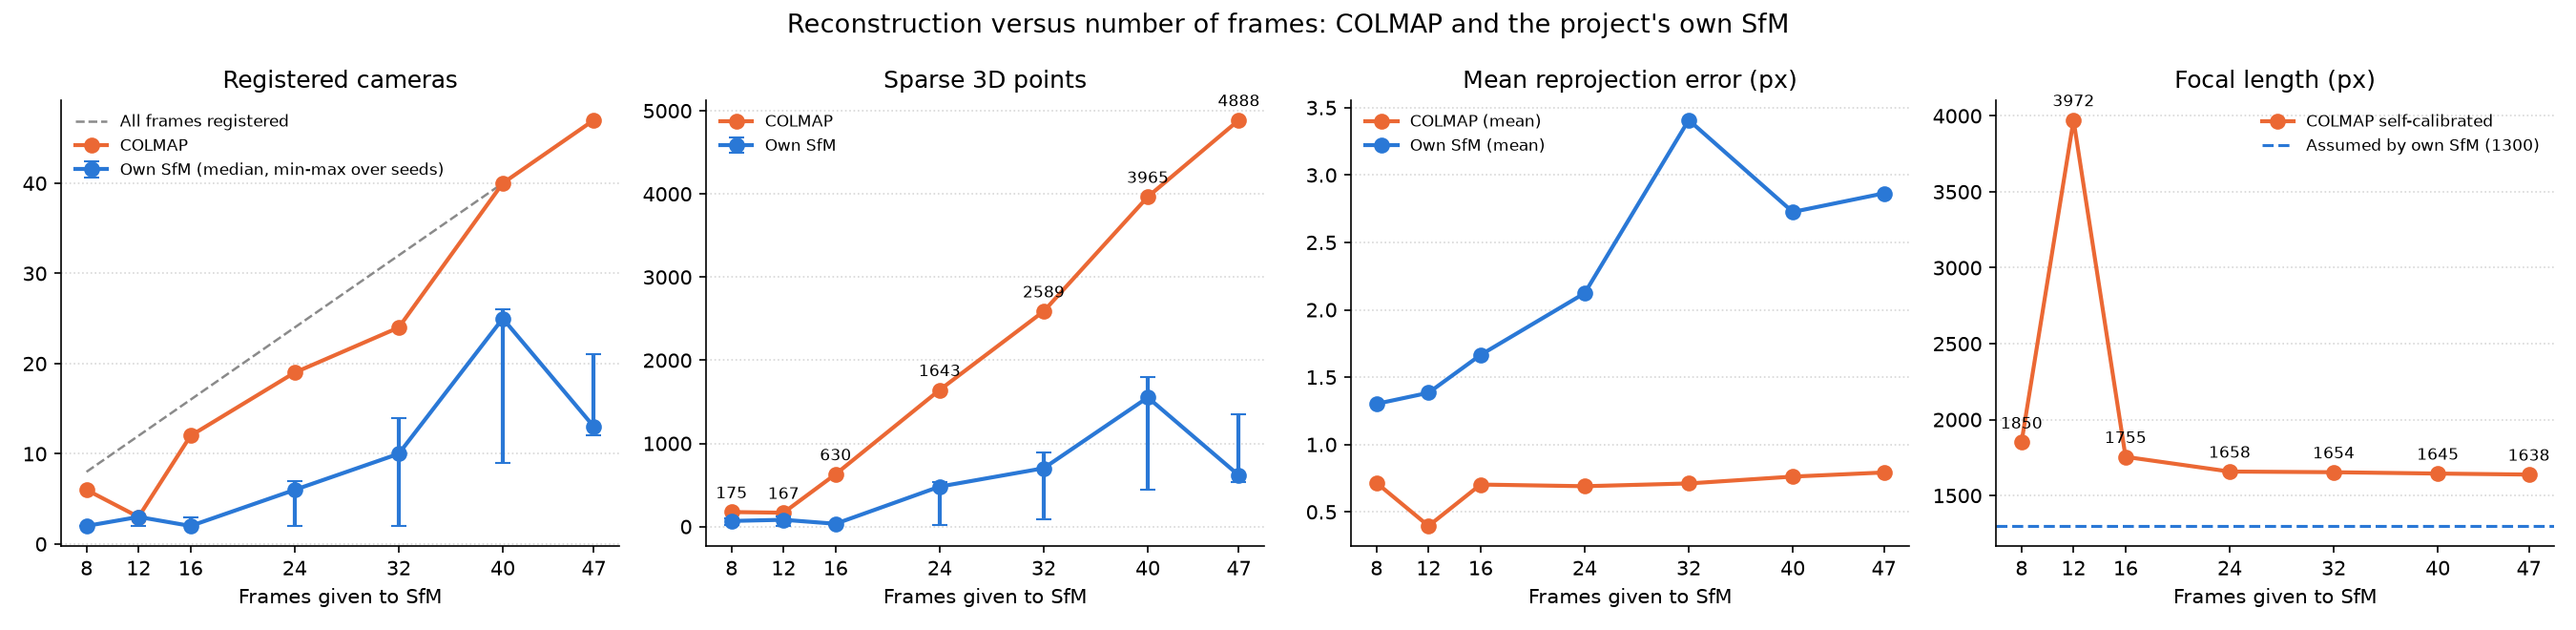 Reconstruction versus number of frames: COLMAP and the project's own SfM
Registered cameras
All frames registered
COLMAP
Own SfM (median, min-max over seeds)
40
30
20
10
0
8 12 16 24 32 40 47
Frames given to SfM
Sparse 3D points
COLMAP
Own SfM
5000
4000
3000
2000
1000
0
175 167 630 1643 2589 3965 4888
8 12 16 24 32 40 47
Frames given to SfM
Mean reprojection error (px)
COLMAP (mean)
Own SfM (mean)
3.5
3.0
2.5
2.0
1.5
1.0
0.5
8 12 16 24 32 40 47
Frames given to SfM
Focal length (px)
COLMAP self-calibrated
Assumed by own SfM (1300)
4000
3500
3000
2500
2000
1500
1850 3972 1755 1658 1654 1645 1638
8 12 16 24 32 40 47
Frames given to SfM